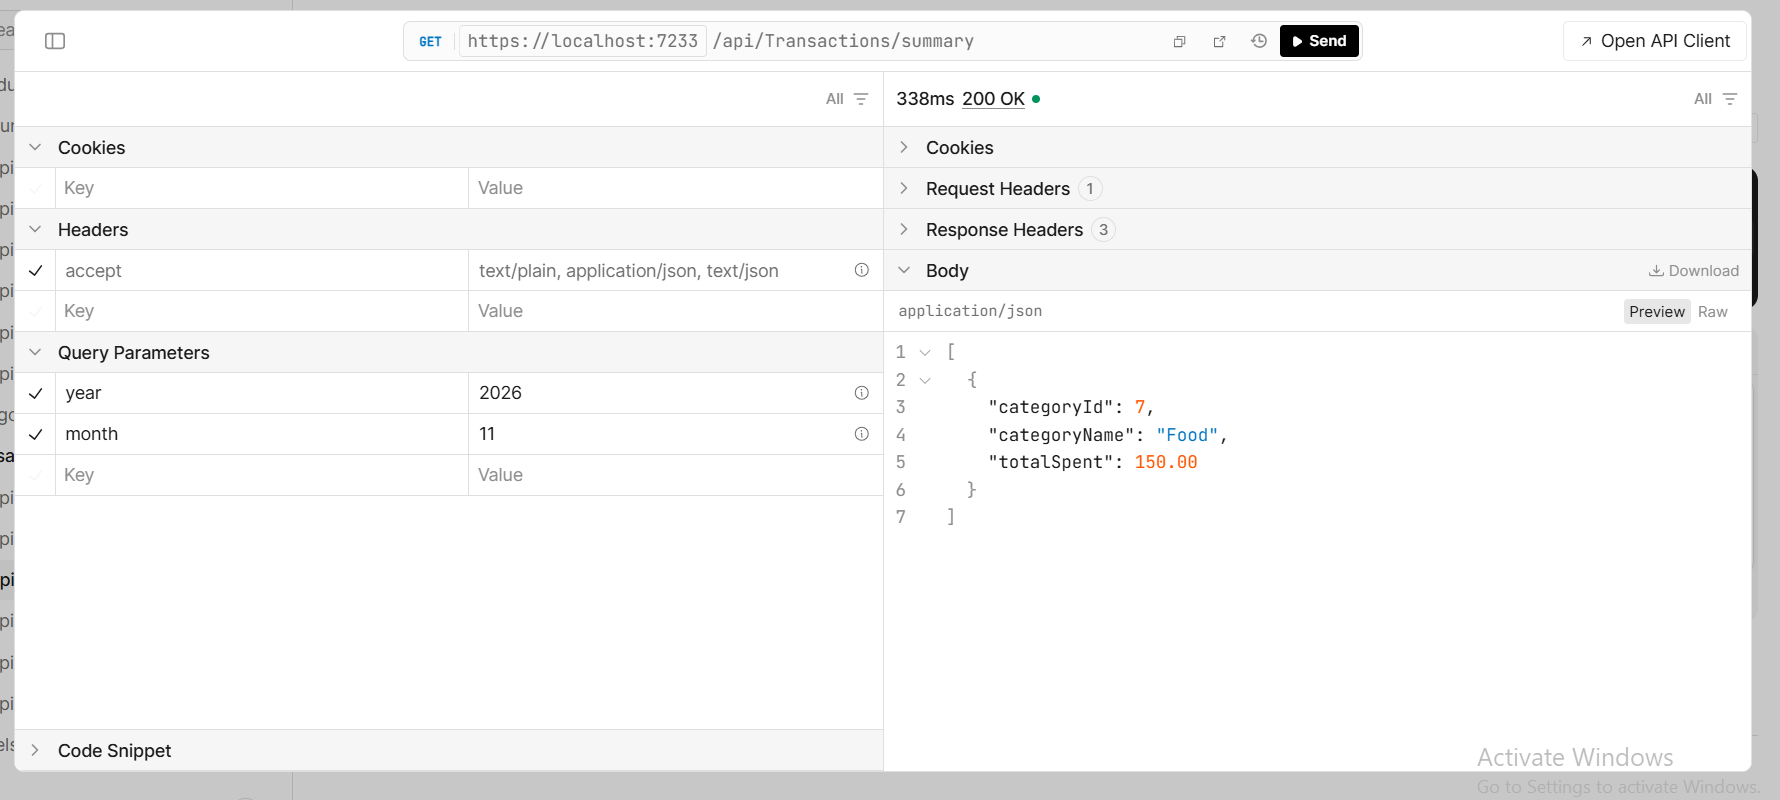 GET https://localhost:7233 /api/Transactions/summary Send Open API Client
All
338ms 200 OK All
Cookies
Key Value
Headers
accept text/plain, application/json, text/json
Key Value
Query Parameters
year 2026
month 11
Key Value
Code Snippet
Cookies
Request Headers 1
Response Headers 3
Body Download
application/json Preview Raw
1 [
2 {
3 "categoryId": 7,
4 "categoryName": "Food",
5 "totalSpent": 150.00
6 }
7 ]
Activate Windows
Go to Settings to activate Windows.